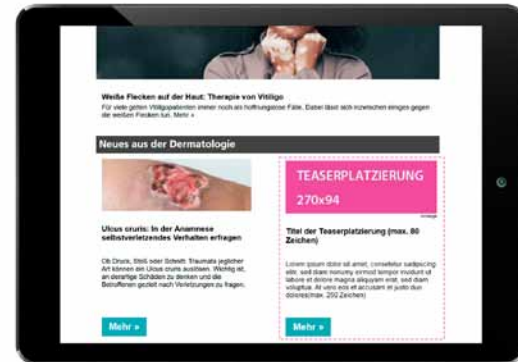 Weiße Flecken auf der Haut: Therapie von Vitiligo
Für viele gelten Vitiligopatienten immer noch als hoffnungslose Fälle. Dabei lässt sich inzwischen einiges gegen
die weißen Flecken tun. Mehr »
Neues aus der Dermatologie
Ulcus cruris: In der Anamnese
selbstverletzendes Verhalten erfragen
Ob Druck, Stoß oder Schnitt: Traumata jeglicher
Art können ein Ulcus cruris auslösen. Wichtig ist,
an derartige Schäden zu denken und die
Betroffenen gezielt nach Verletzungen zu fragen.
Mehr »
TEASERPLATZIERUNG
270x94
Anzeige
Titel der Teaserplatzierung (max. 80
Zeichen)
Lorem ipsum dolor sit amet, consetetur sadipscing
elitr, sed diam nonumy eirmod tempor invidunt ut
labore et dolore magna aliquyam erat, sed diam
voluptua. At vero eos et accusam et justo duo
dolores(max. 250 Zeichen)
Mehr »